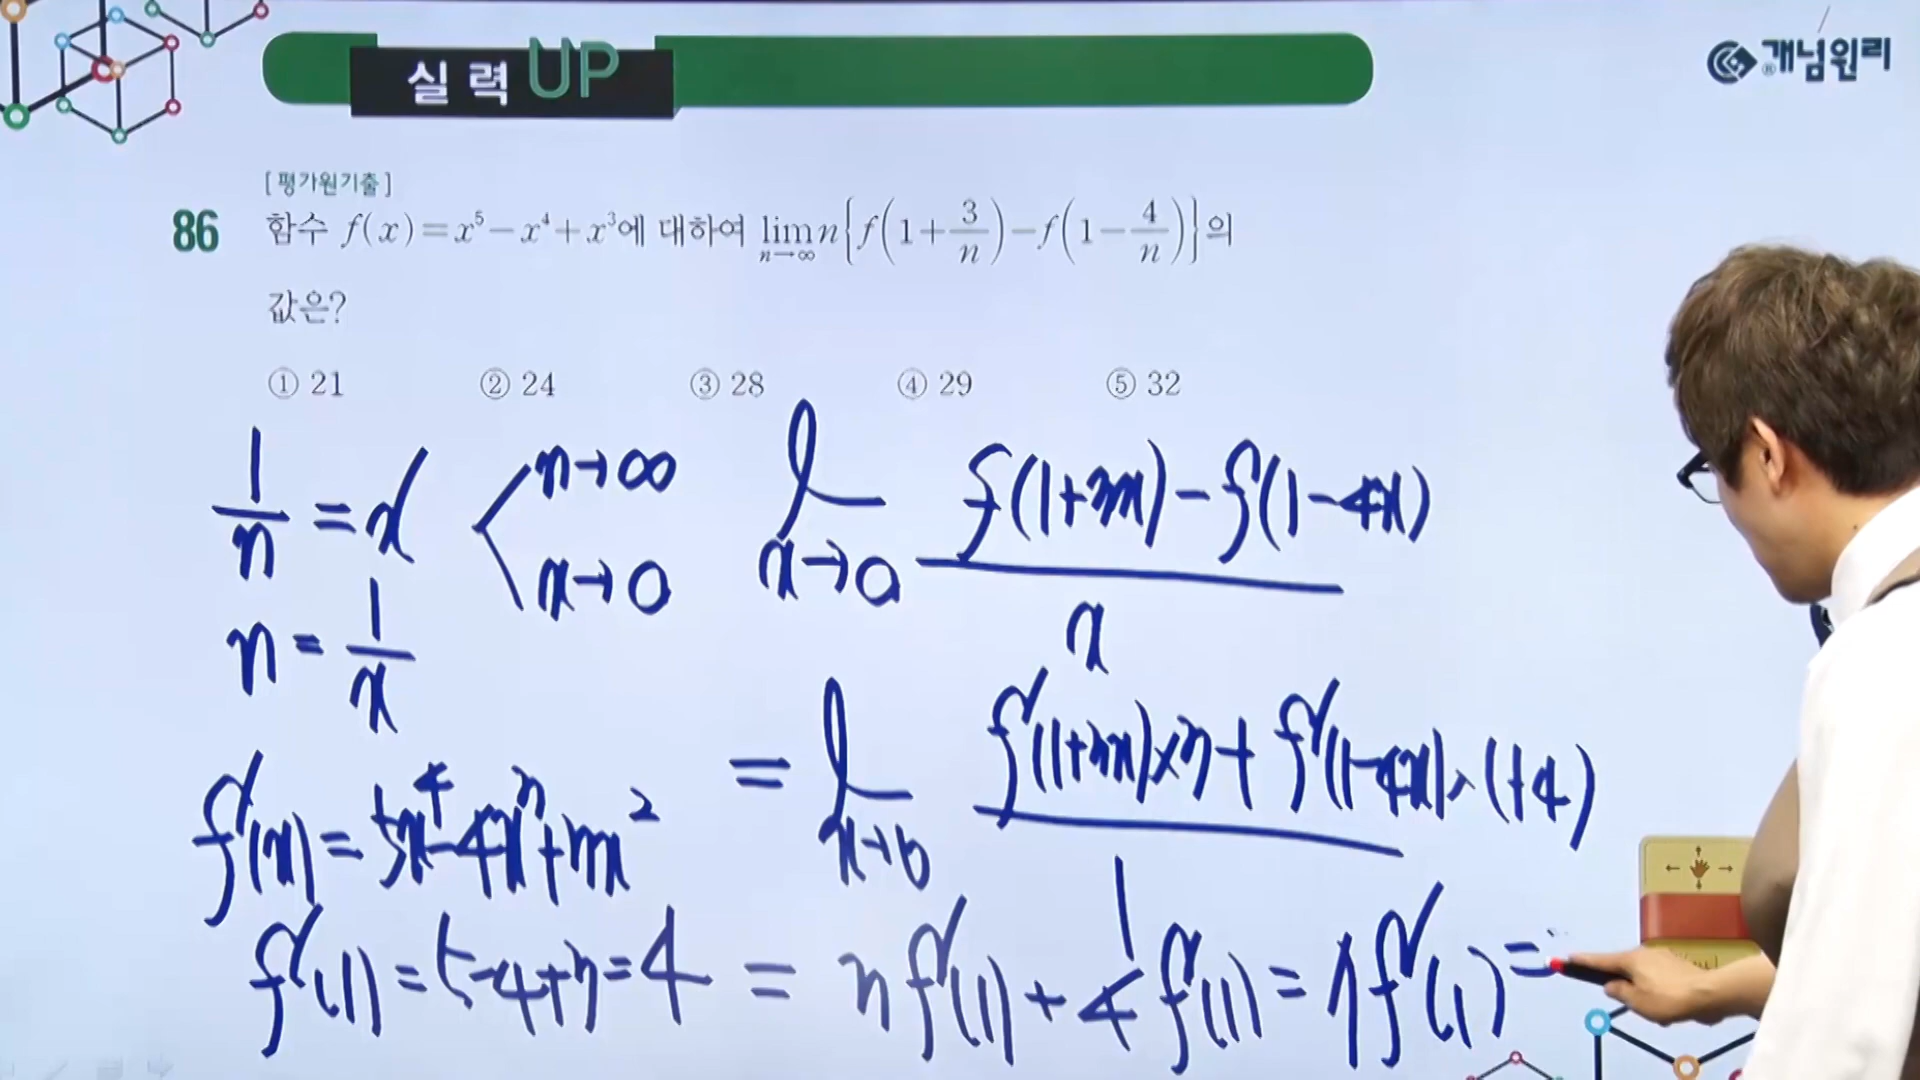 실력 UP
개념원리
[평가원기출]
86 함수 f(x)=x⁵-x⁴+x³에 대하여 lim n→∞ n{f(1+3/n)-f(1-4/n)}의
값은?
① 21 ② 24 ③ 28 ④ 29 ⑤ 32
1/n = x < n→∞ x→0
n = 1/x
l x→0 (f(1+3x)-f(1-4x))/x
= l x→0 (f'(1+3x)×3+f'(1-4x)×(+4))/1
f'(x)=5x⁴-4x³+3x²
f'(1)=5-4+3=4 = 3f'(1)+4f'(1)=7f'(1)=